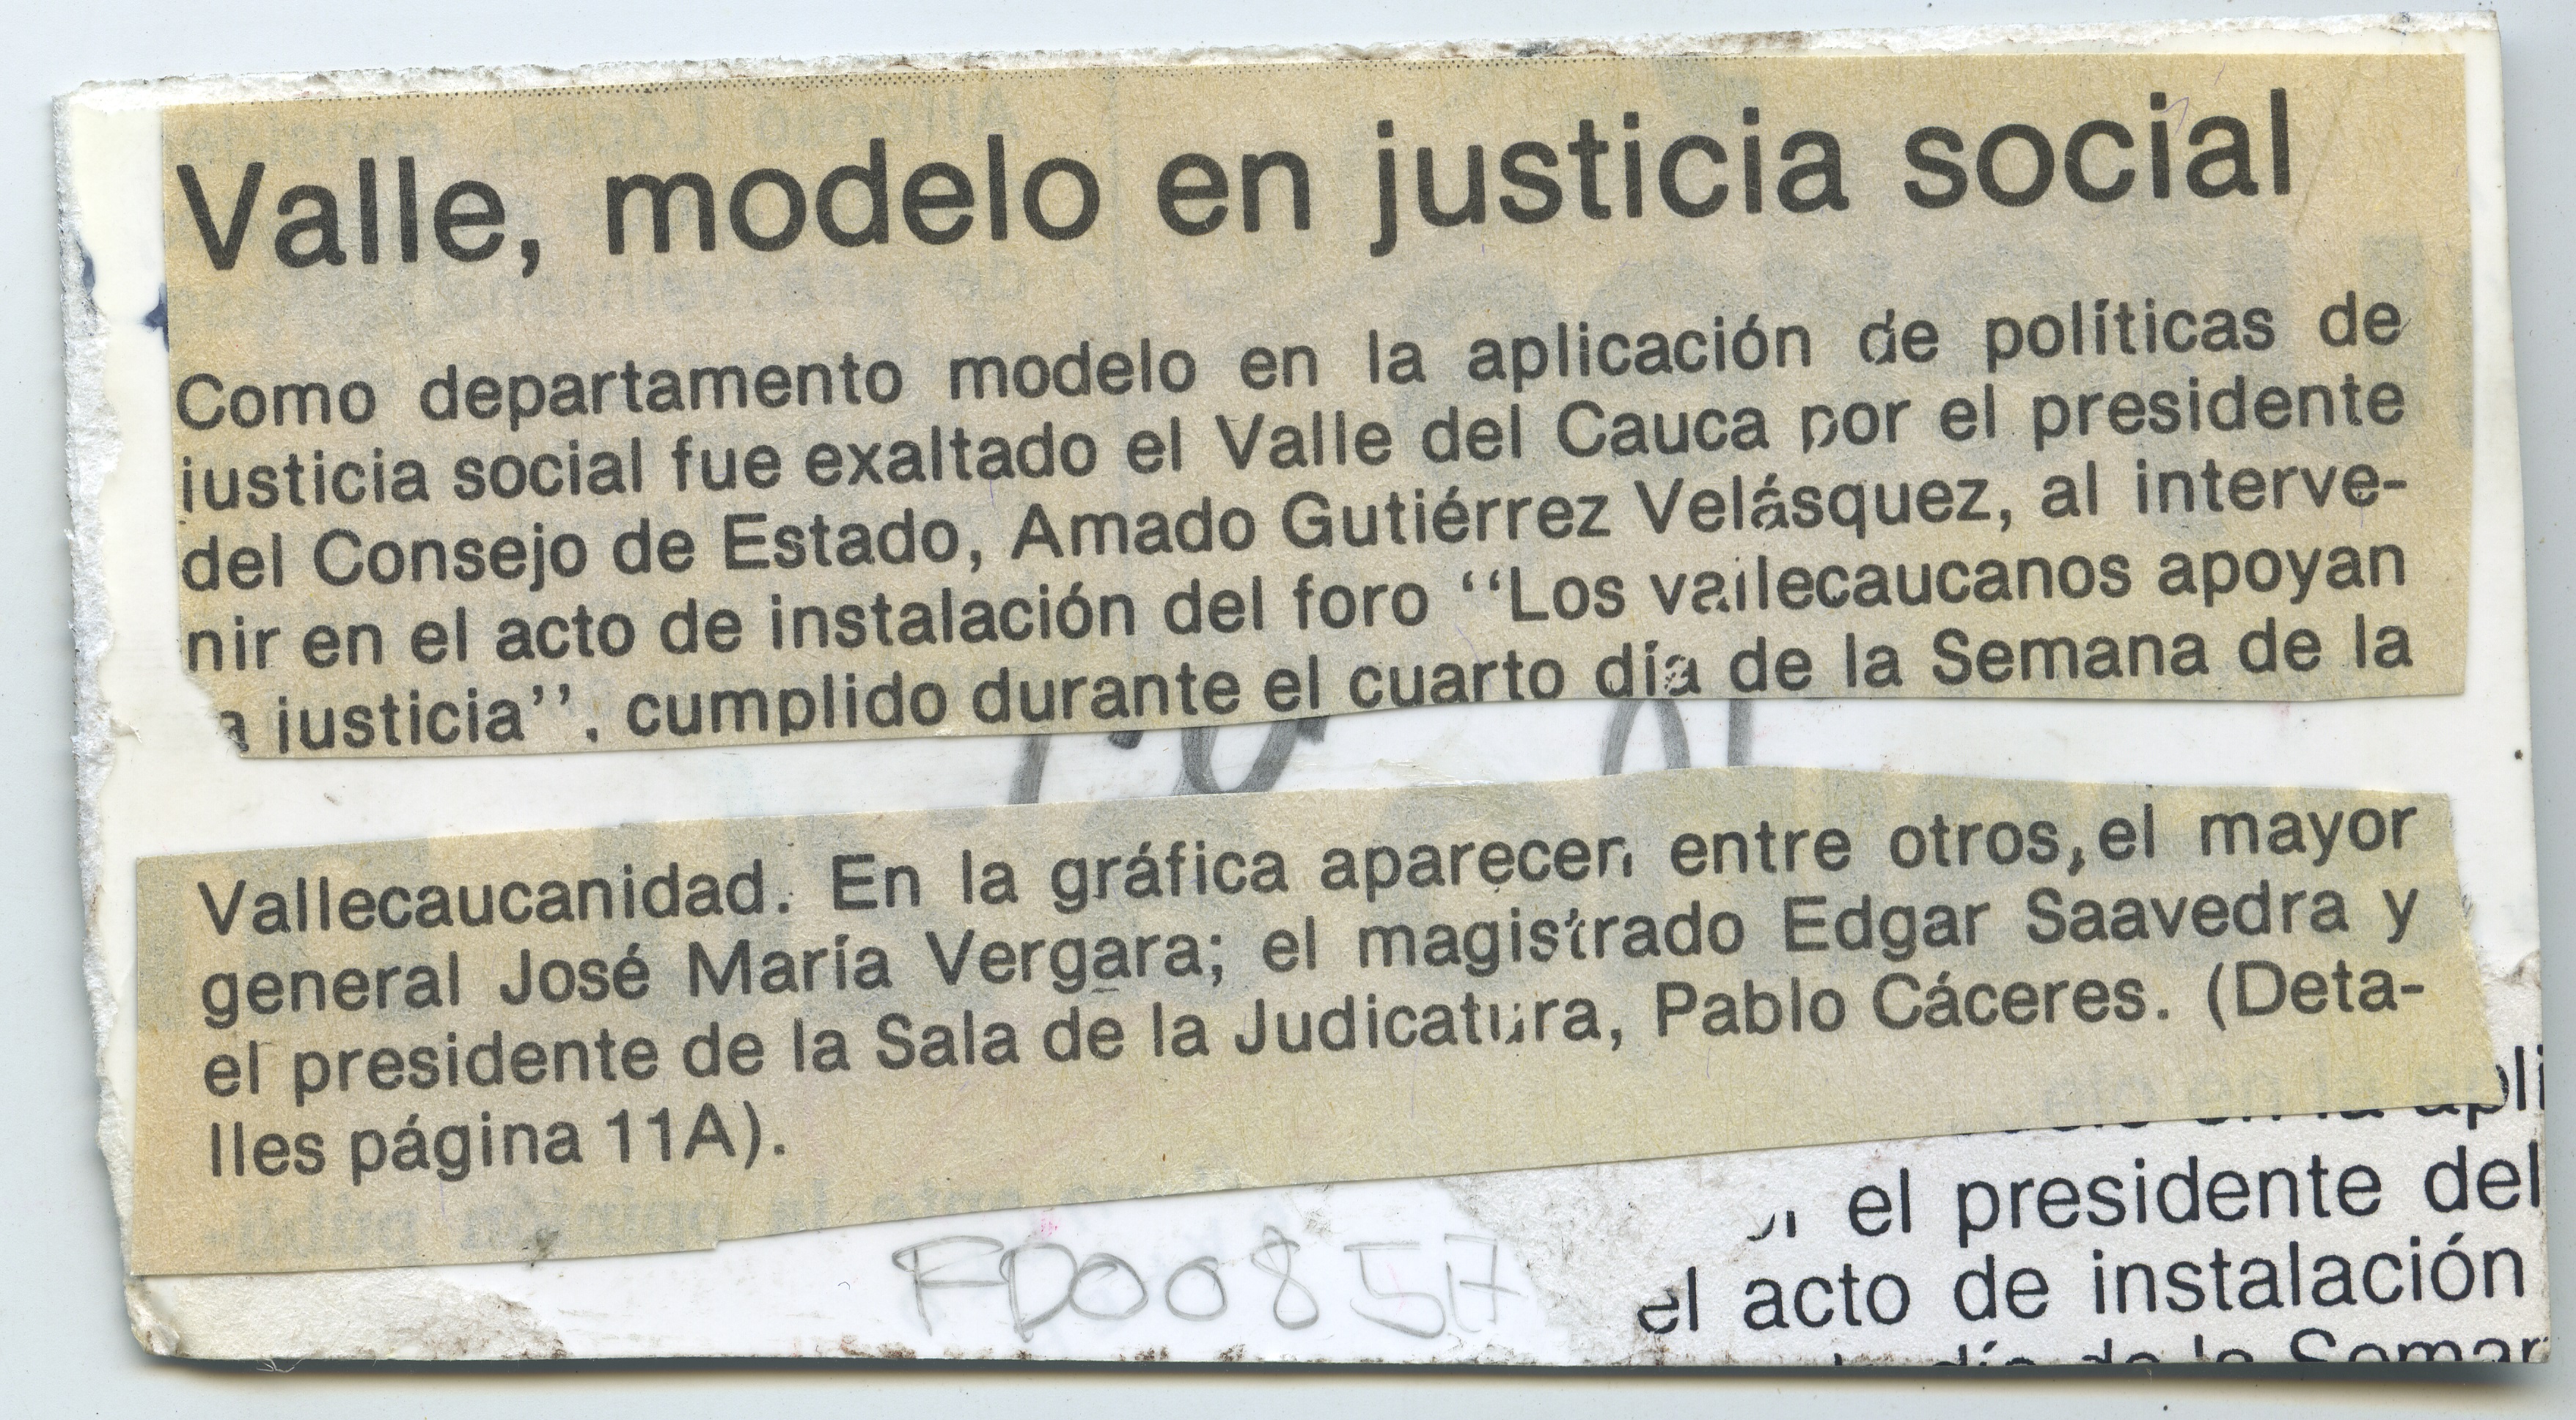 Valle, modelo en justicia social
Como departamento modelo en la aplicación de políticas de
justicia social fue exaltado el Valle del Cauca por el presidente
del Consejo de Estado, Amado Gutiérrez Velásquez, al interve-
nir en el acto de instalación del foro “Los vallecaucanos apoyan
a justicia”, cumplido durante el cuarto día de la Semana de la
Vallecaucanidad. En la gráfica aparecen entre otros, el mayor
general José María Vergara; el magistrado Edgar Saavedra y
el presidente de la Sala de la Judicatura, Pablo Cáceres. (Deta-
lles página 11A).
el presidente del
el acto de instalación
FD00857